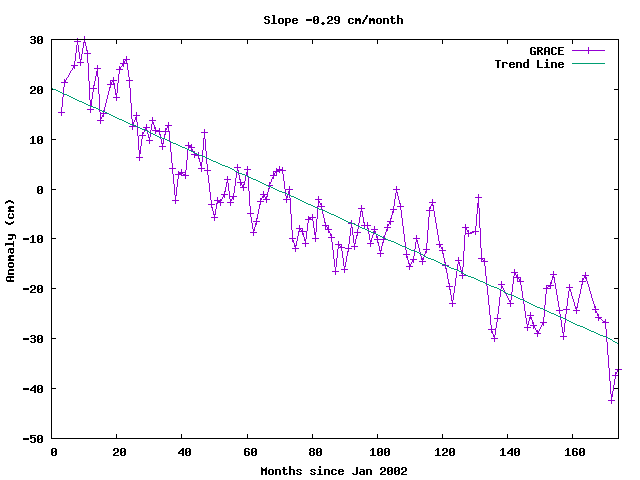 Slope -0.29 cm/month
GRACE
Trend Line
30
20
10
0
-10
-20
-30
-40
-50
Anomaly (cm)
0 20 40 60 80 100 120 140 160
Months since Jan 2002